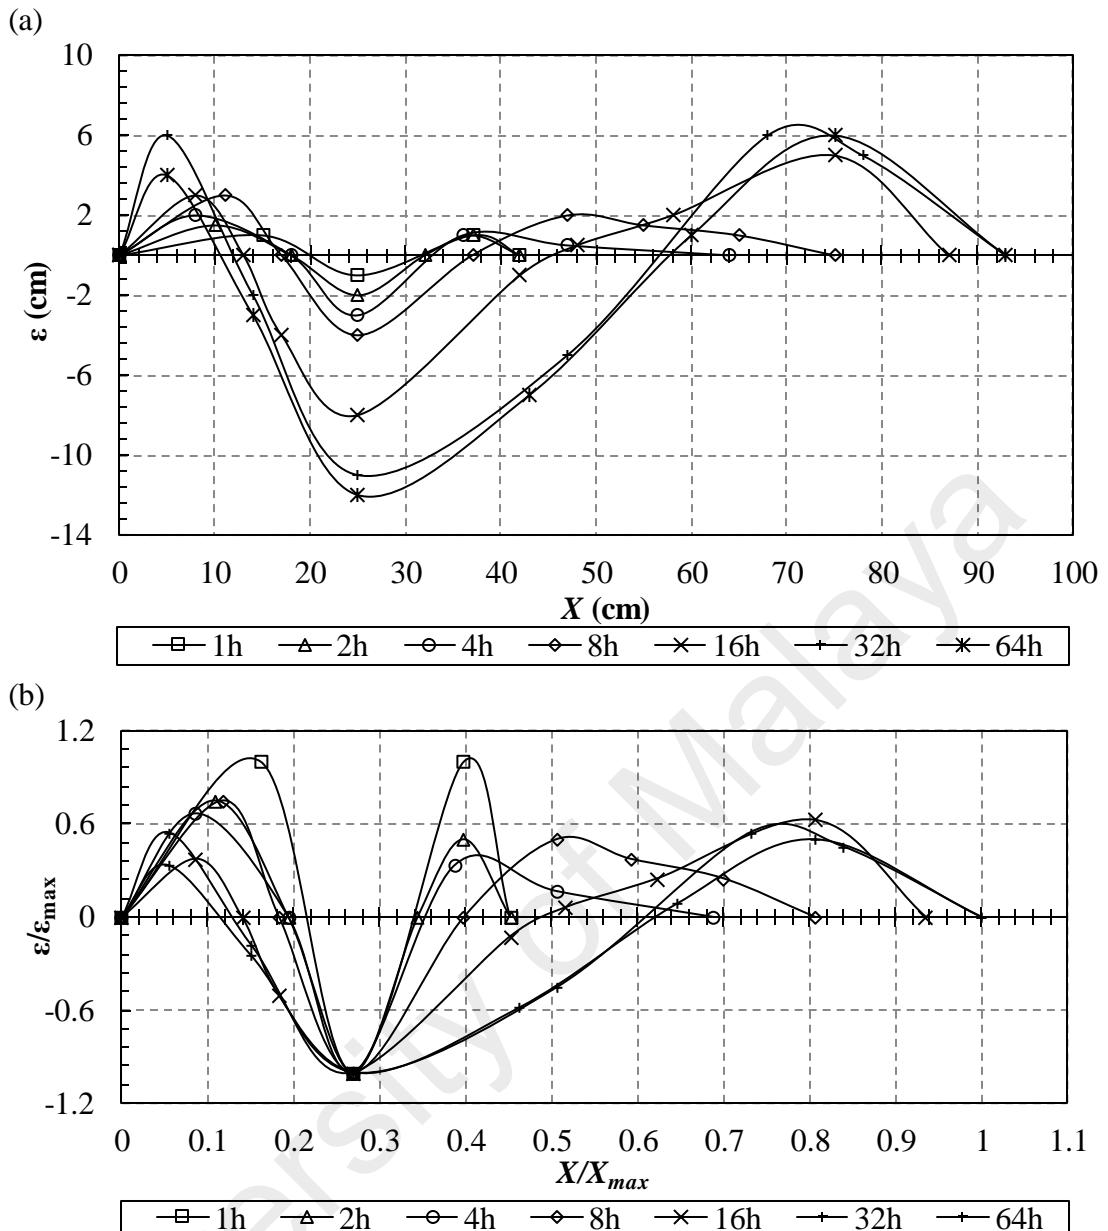 (a)
10
6
2
-2
-6
-10
-14
ε (cm)
0 10 20 30 40 50 60 70 80 90 100
X (cm)
1h 2h 4h 8h 16h 32h 64h
(b)
1.2
0.6
0
-0.6
-1.2
ε/εmax
0 0.1 0.2 0.3 0.4 0.5 0.6 0.7 0.8 0.9 1 1.1
X/Xmax
1h 2h 4h 8h 16h 32h 64h
ersity of Malaya